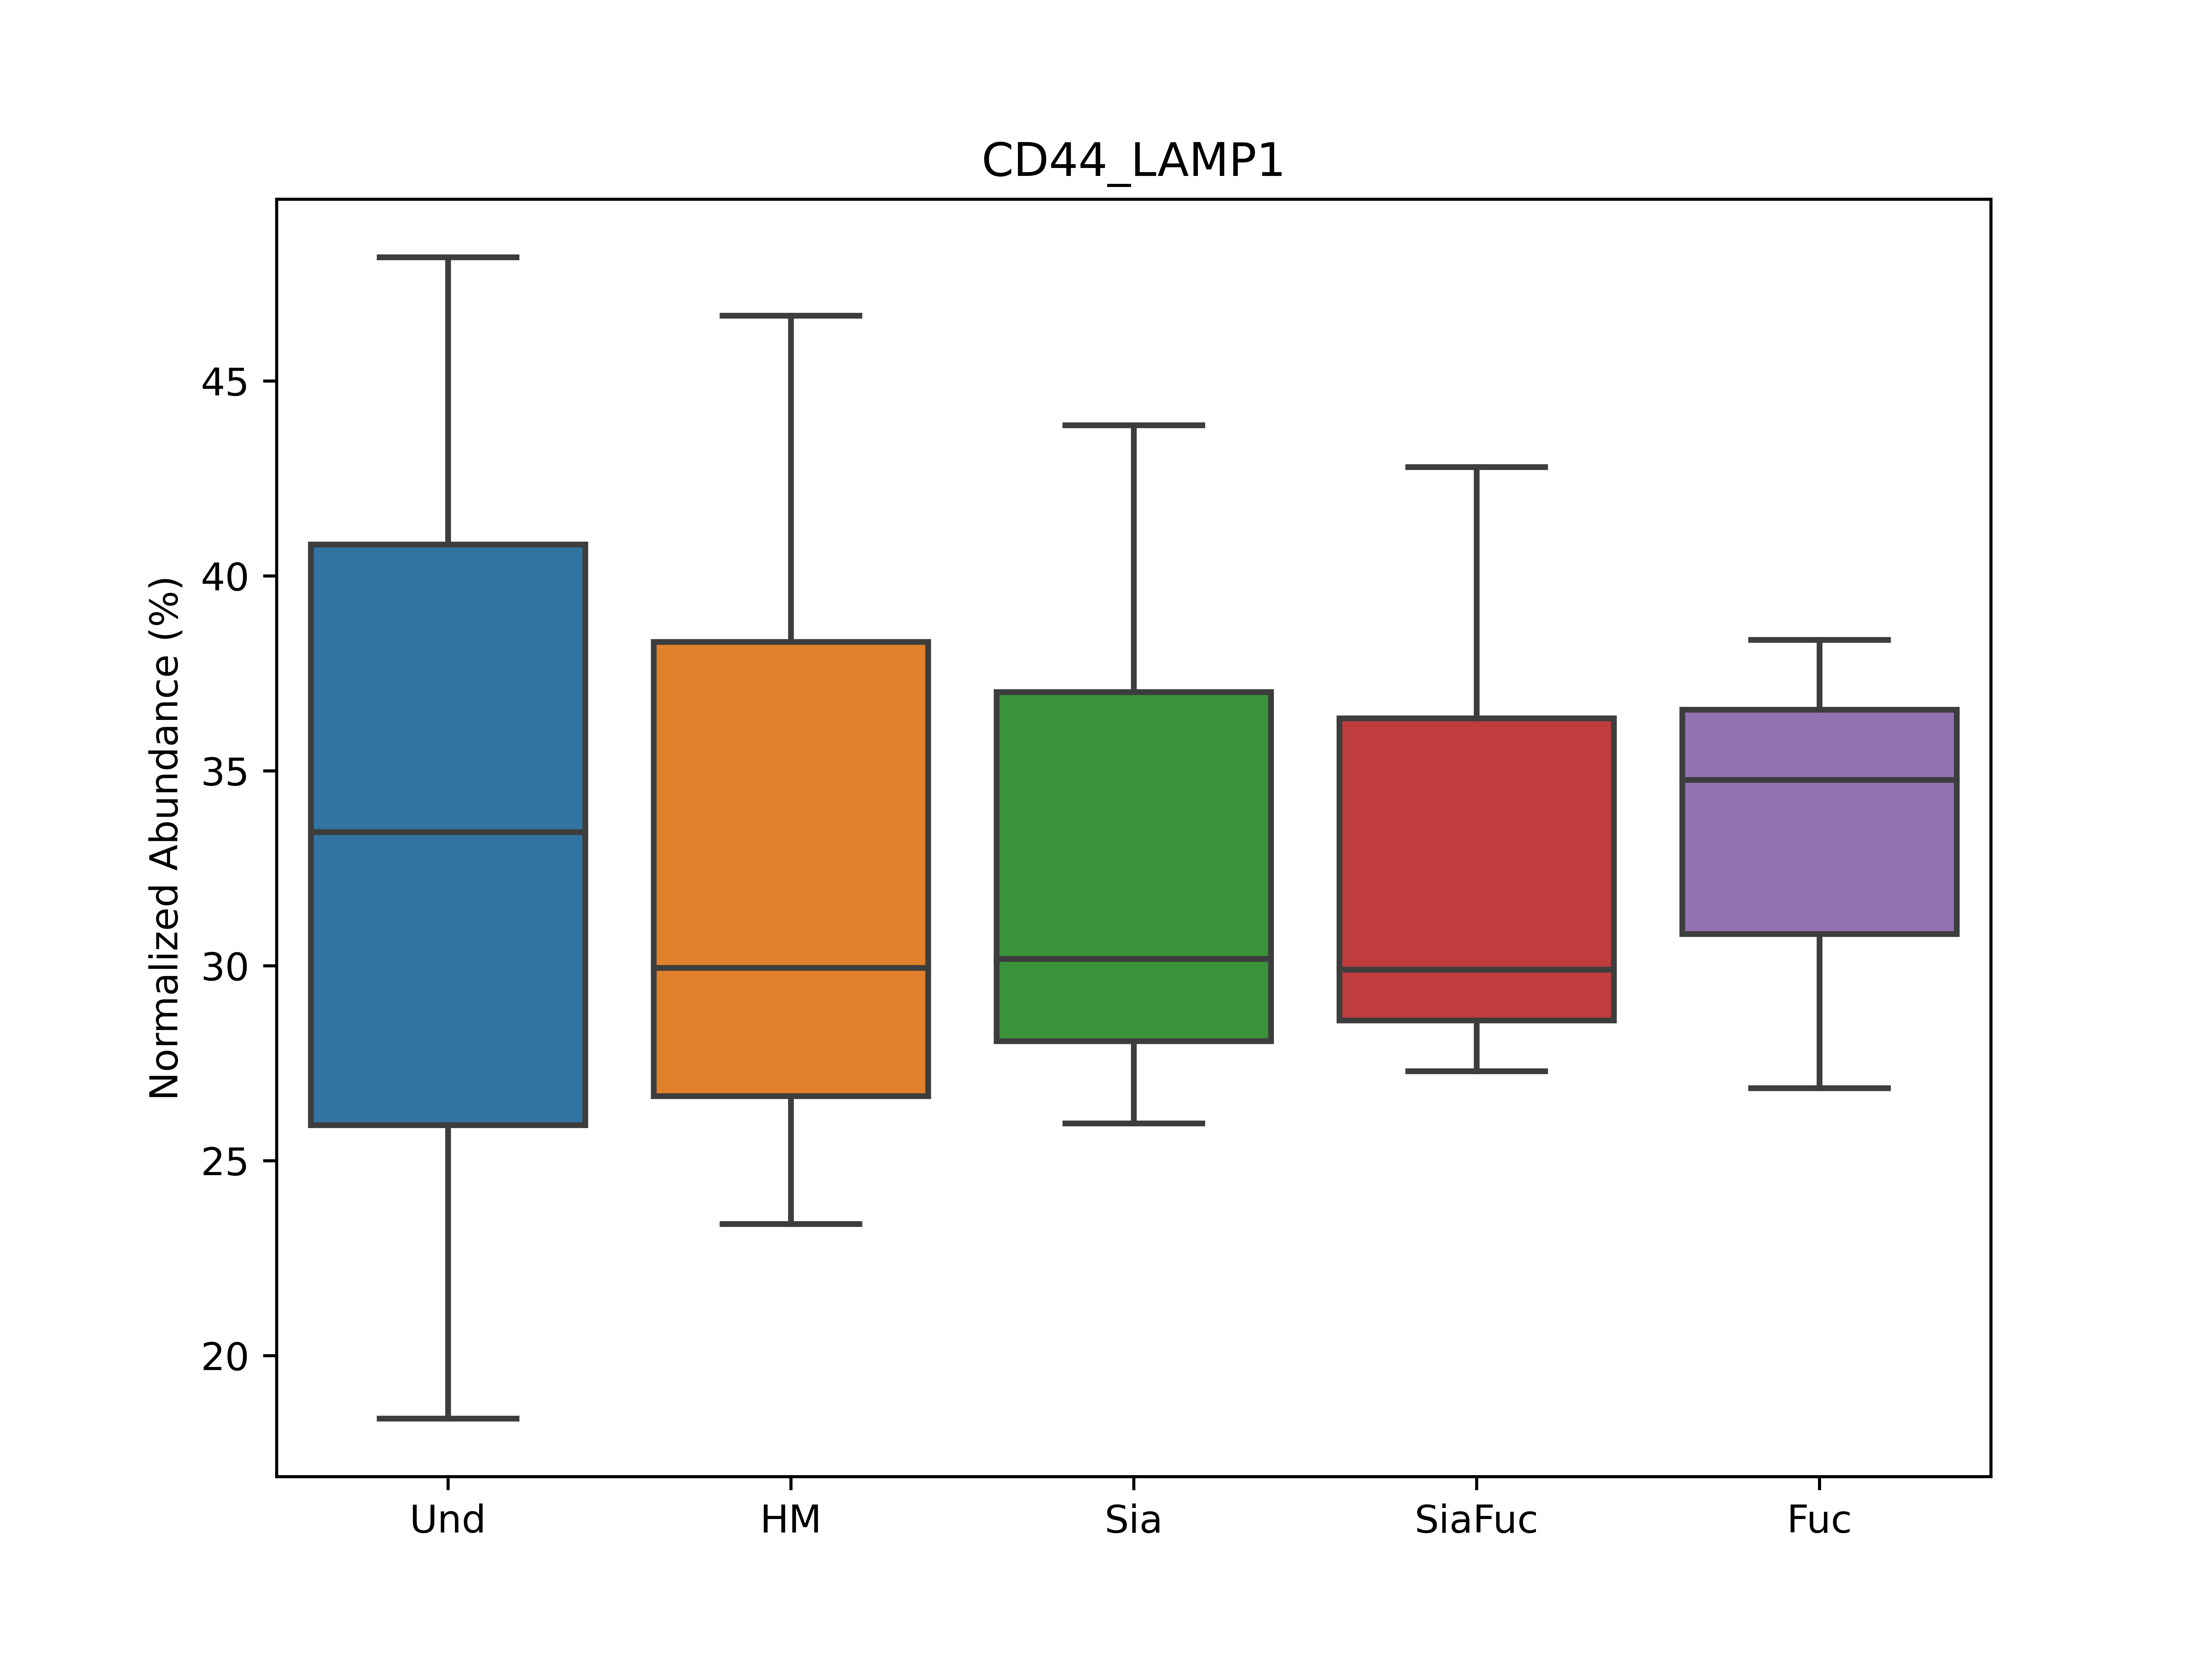 CD44_LAMP1
Normalized Abundance (%)
45
40
35
30
25
20
Und
HM
Sia
SiaFuc
Fuc